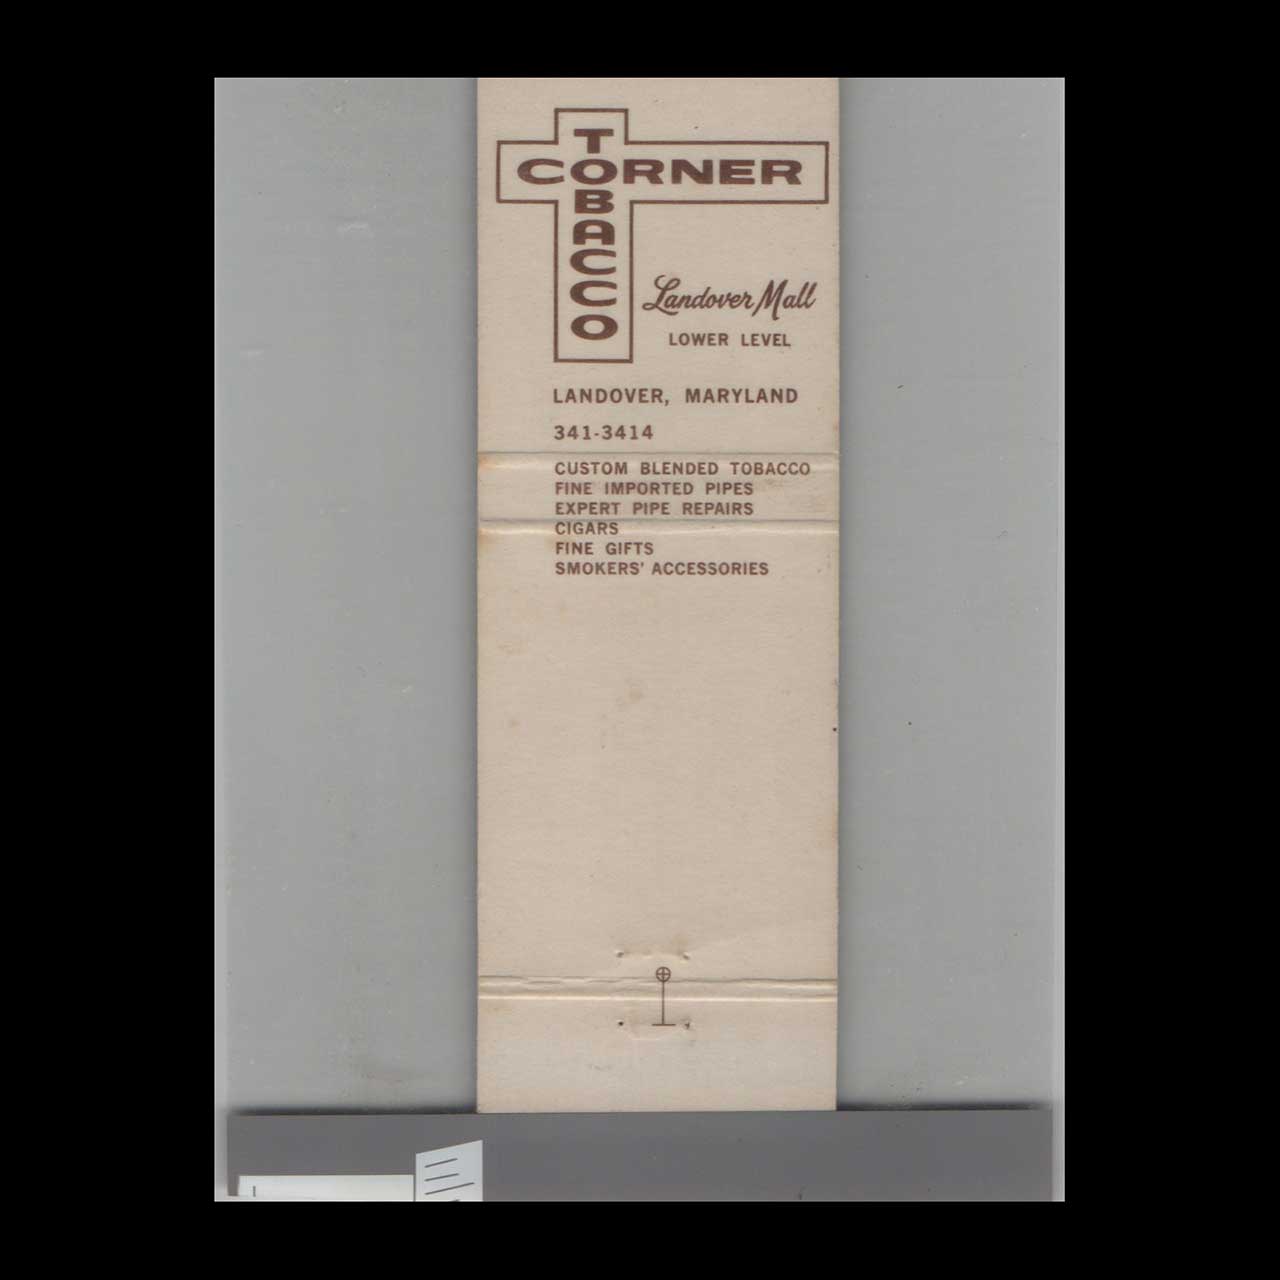 TOBACCO
CORNER
Landover Mall
LOWER LEVEL
LANDOVER, MARYLAND
341-3414
CUSTOM BLENDED TOBACCO
FINE IMPORTED PIPES
EXPERT PIPE REPAIRS
CIGARS
FINE GIFTS
SMOKERS' ACCESSORIES